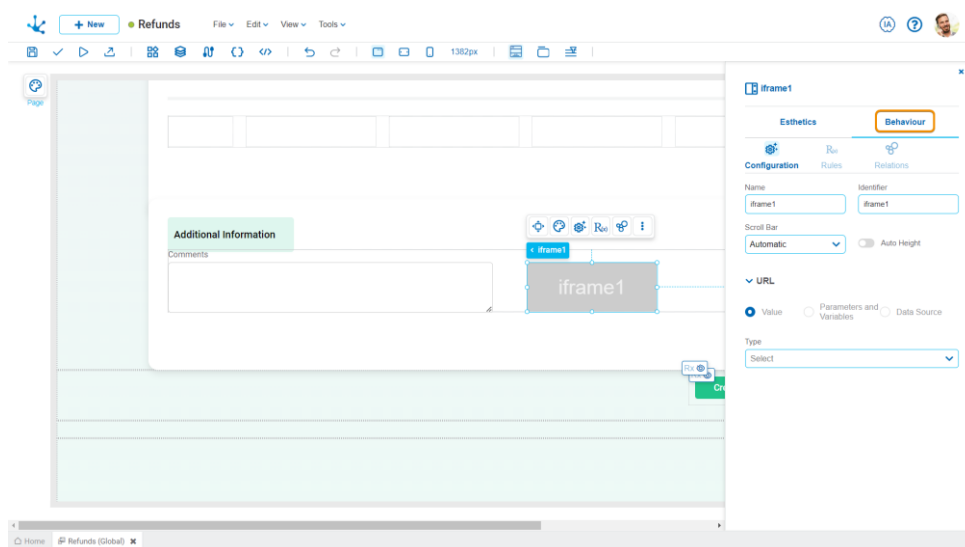 + New
Refunds
File
Edit
View
Tools
IA
?
1382px
Page
iframe1
Esthetics
Behaviour
Configuration
Rules
Relations
Name
Identifier
iframe1
iframe1
Scroll Bar
Automatic
Auto Height
URL
Value
Parameters and
Variables
Data Source
Type
Select
Additional Information
Comments
iframe1
iframe1
Rx
Home
Refunds (Global)